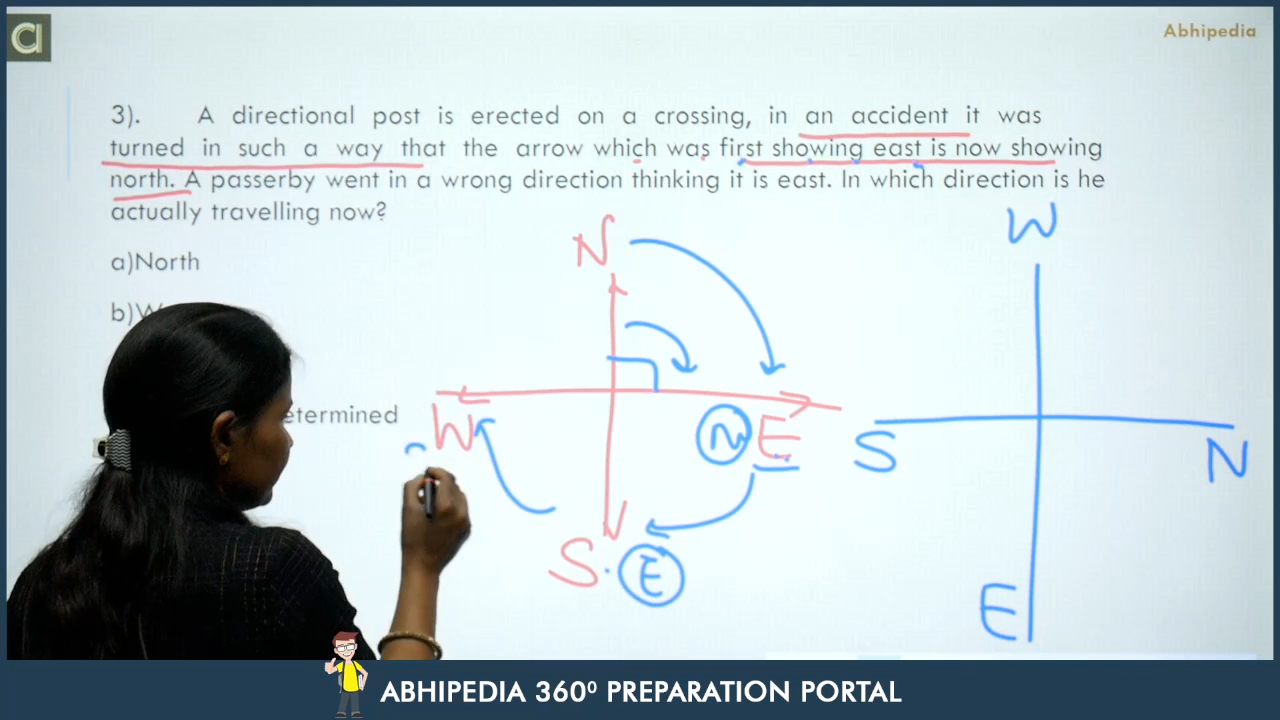 a
Abhipedia
3). A directional post is erected on a crossing, in an accident it was
turned in such a way that the arrow which was first showing east is now showing
north. A passerby went in a wrong direction thinking it is east. In which direction is he
actually travelling now?
a)North
b)W
etermined
N
W
N
E
S
E
W
S
N
E
ABHIPEDIA 360⁰ PREPARATION PORTAL